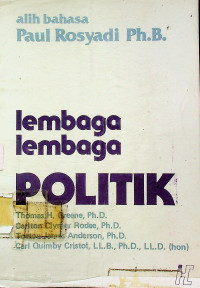 alih bahasa
Paul Rosyadi Ph.B.
lembaga
lembaga
POLITIK
Thomas H. Greene, Ph.D.
Carlton Clymer Rodee, Ph.D.
Totton James Anderson, Ph.D.
Carl Quimby Cristol, LL.B., Ph.D., LL.D. (hon)